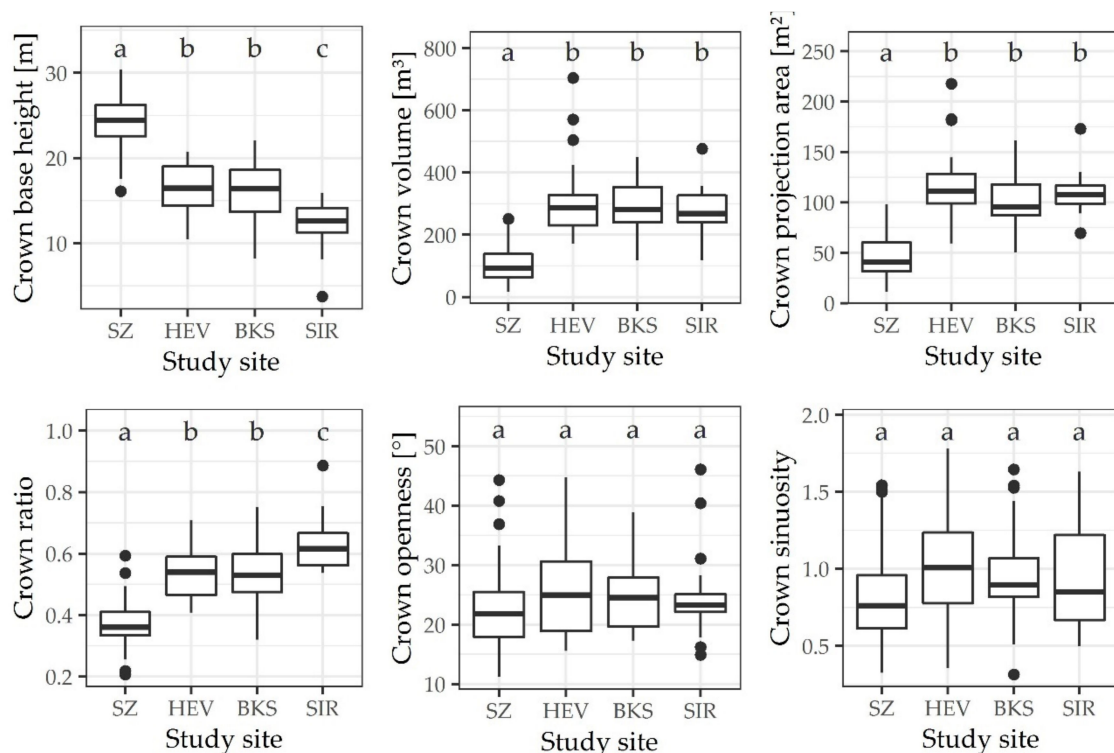 Crown base height [m]
30
20
10
a b b c
SZ HEV BKS SIR
Study site
Crown volume [m³]
800
600
400
200
0
a b b b
SZ HEV BKS SIR
Study site
Crown projection area [m²]
250
200
150
100
50
0
a b b b
SZ HEV BKS SIR
Study site
Crown ratio
1.0
0.8
0.6
0.4
0.2
a b b c
SZ HEV BKS SIR
Study site
Crown openness [°]
50
40
30
20
10
a a a a
SZ HEV BKS SIR
Study site
Crown sinuosity
2.0
1.5
1.0
0.5
a a a a
SZ HEV BKS SIR
Study site